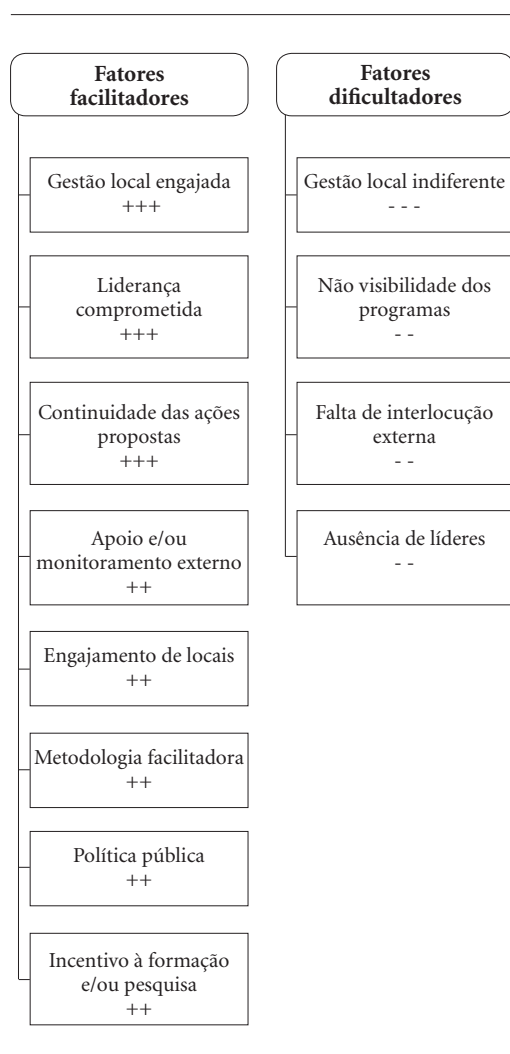 Fatores
facilitadores
Gestão local engajada
+++
Liderança
comprometida
+++
Continuidade das ações
propostas
+++
Apoio e/ou
monitoramento externo
++
Engajamento de locais
++
Metodologia facilitadora
++
Política pública
++
Incentivo à formação
e/ou pesquisa
++
Fatores
dificultadores
Gestão local indiferente
- - -
Não visibilidade dos
programas
- -
Falta de interlocução
externa
- -
Ausência de líderes
- -